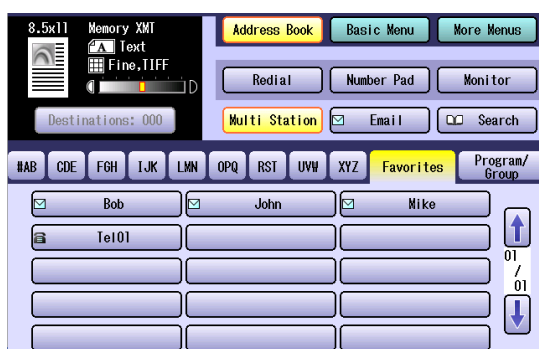 8.5x11 Memory XMT
A Text
Fine,TIFF
D
Destinations: 000
Address Book Basic Menu More Menus
Redial Number Pad Monitor
Multi Station Email Search
#AB CDE FGH IJK LMN OPQ RST UVW XYZ Favorites Program/
Group
Bob John Mike
Tel01
01
/
01